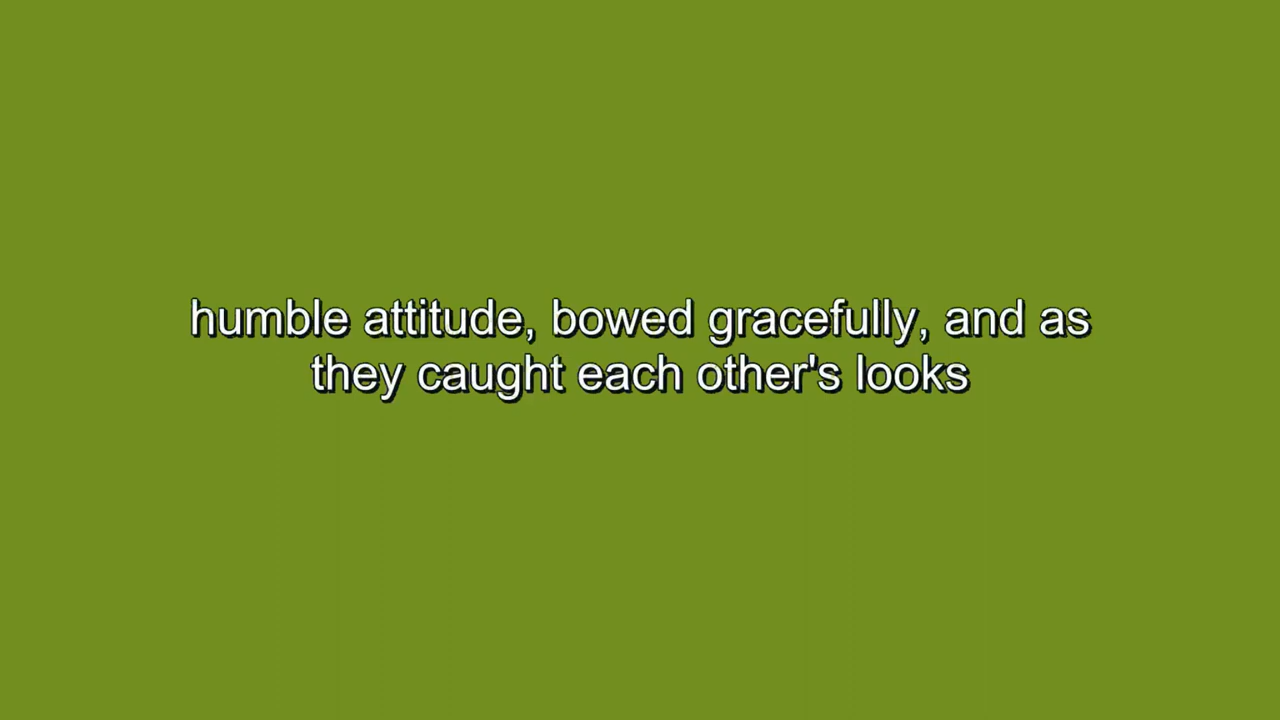 humble attitude, bowed gracefully, and as
they caught each other's looks